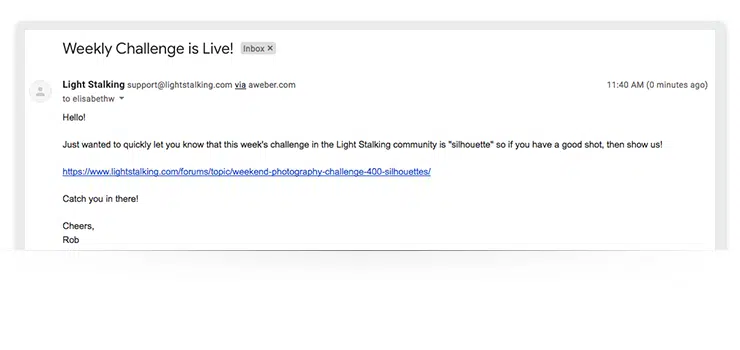 Weekly Challenge is Live! Inbox ✕
Light Stalking support@lightstalking.com via aweber.com 11:40 AM (0 minutes ago)
to elisabethw
Hello!
Just wanted to quickly let you know that this week's challenge in the Light Stalking community is "silhouette" so if you have a good shot, then show us!
https://www.lightstalking.com/forums/topic/weekend-photography-challenge-400-silhouettes/
Catch you in there!
Cheers,
Rob